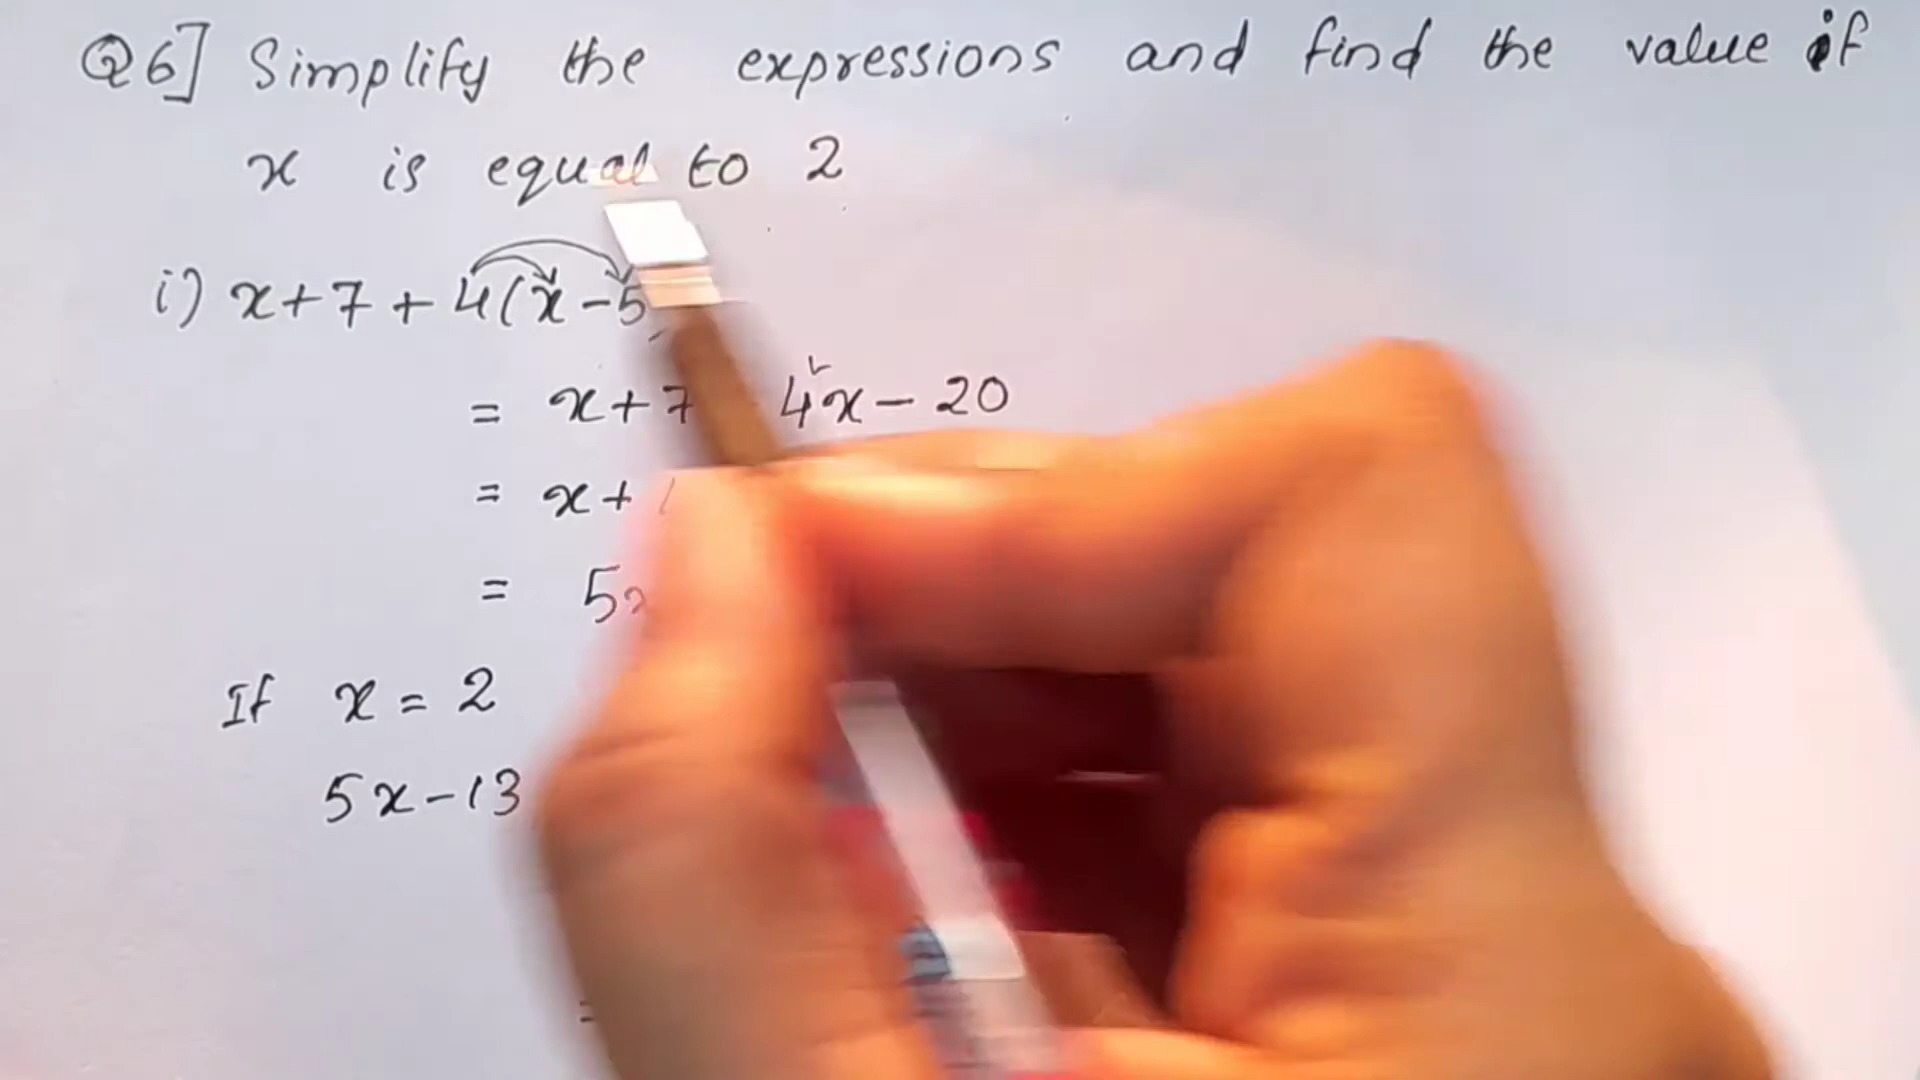 Q6] Simplify the expressions and find the value if
x is equal to 2
i) x+7 + 4(x-5
= x+7 4x-20
= x+
= 5x
If x = 2
5x-13
=